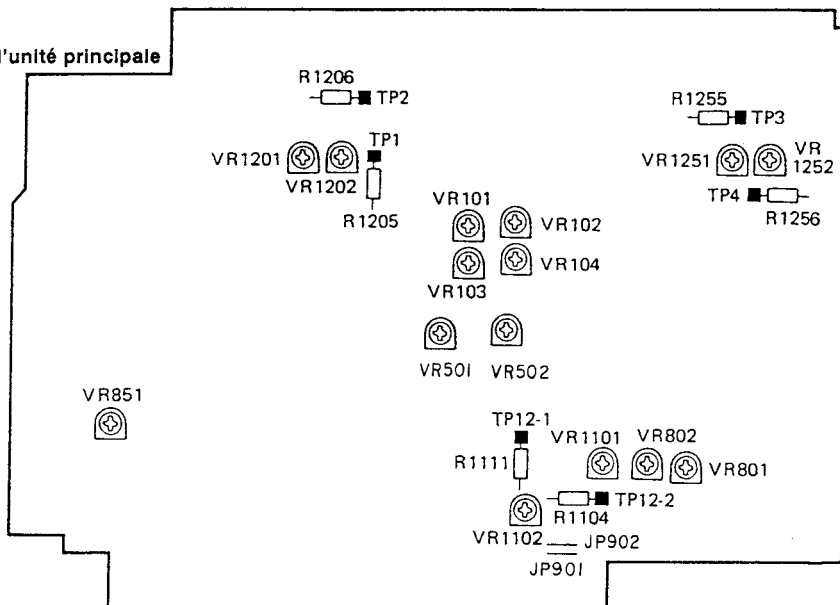 l'unité principale
R1206
TP2
R1255
TP3
TP1
VR1201
VR1202
R1205
VR1251
VR
1252
TP4
R1256
VR101
VR102
VR104
VR103
VR501
VR502
VR851
TP12-1
VR1101
VR802
R1111
VR801
TP12-2
R1104
VR1102
JP902
JP901